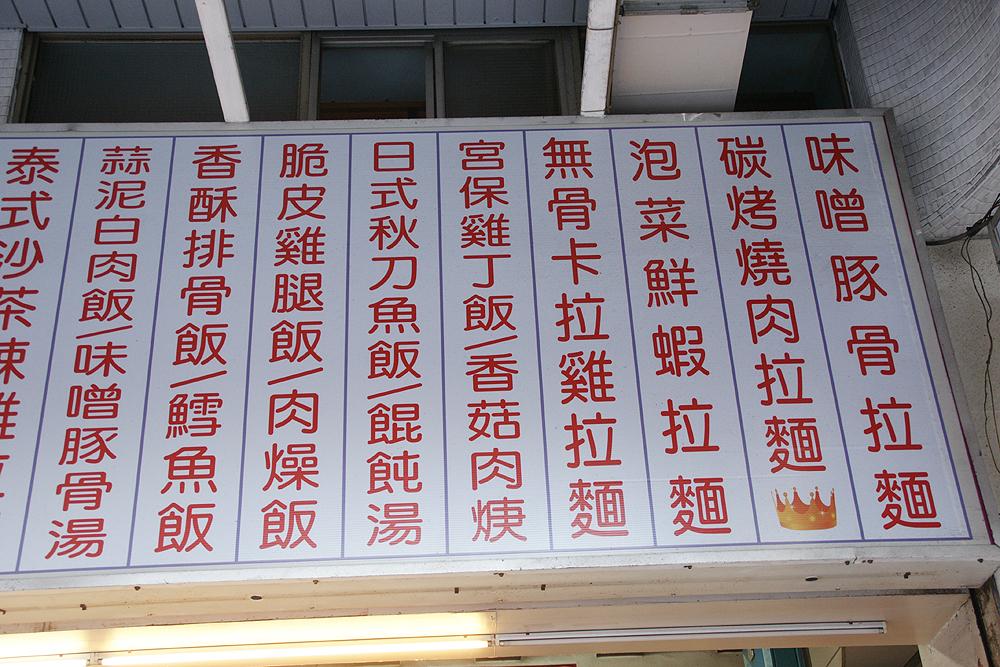 味噌豚骨拉麵
碳烤燒肉拉麵
泡菜鮮蝦拉麵
無骨卡拉雞拉麵
宮保雞丁飯/香菇肉焿
日式秋刀魚飯/餛飩湯
脆皮雞腿飯/肉燥飯
香酥排骨飯/鱈魚飯
蒜泥白肉飯/味噌豚骨湯
泰式沙茶辣雞